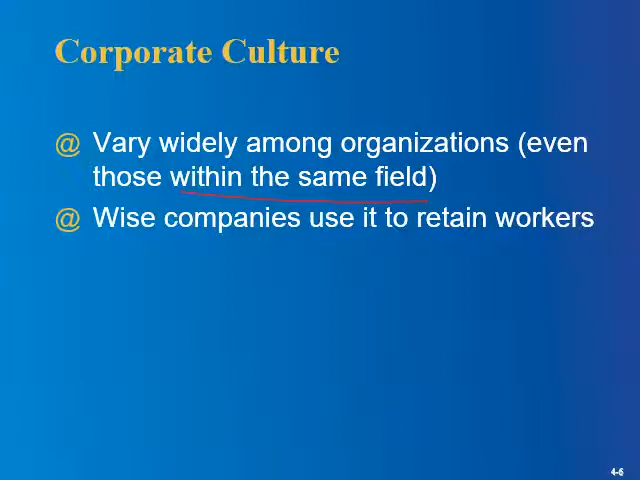 Corporate Culture
@ Vary widely among organizations (even
those within the same field)
@ Wise companies use it to retain workers
4-6